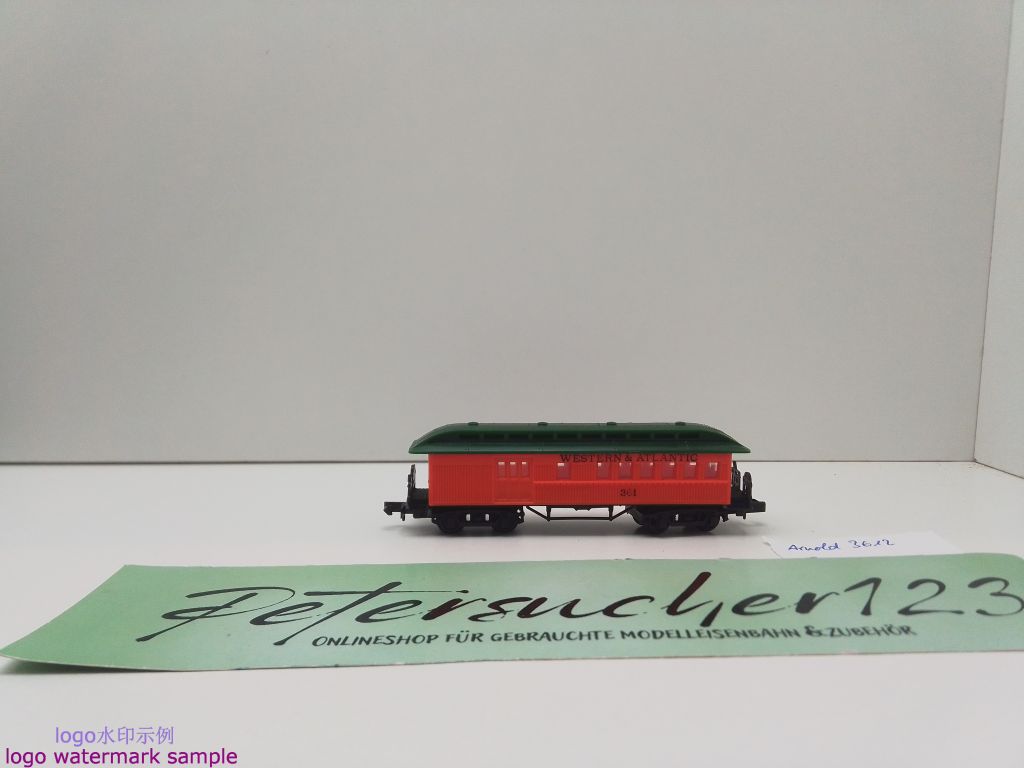 WESTERN & ATLANTIC
361
Arnold 3612
Petersucher123
ONLINESHOP FÜR GEBRAUCHTE MODELLEISENBAHN & ZUBEHÖR
logo水印示例
logo watermark sample